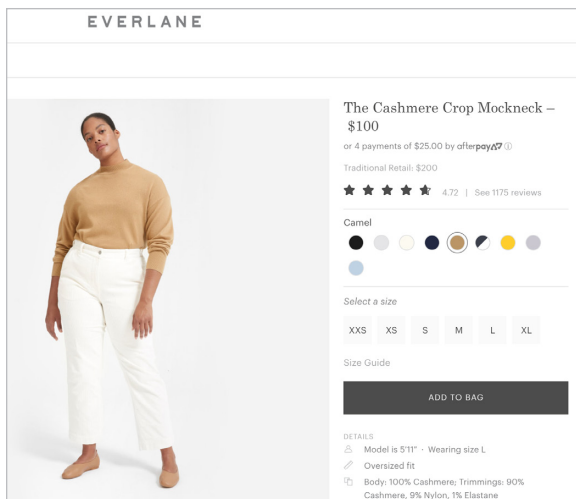 EVERLANE
The Cashmere Crop Mockneck –
$100
or 4 payments of $25.00 by afterpay
Traditional Retail: $200
4.72 | See 1175 reviews
Camel
Select a size
XXS XS S M L XL
Size Guide
ADD TO BAG
DETAILS
Model is 5'11" · Wearing size L
Oversized fit
Body: 100% Cashmere; Trimmings: 90%
Cashmere, 9% Nylon, 1% Elastane